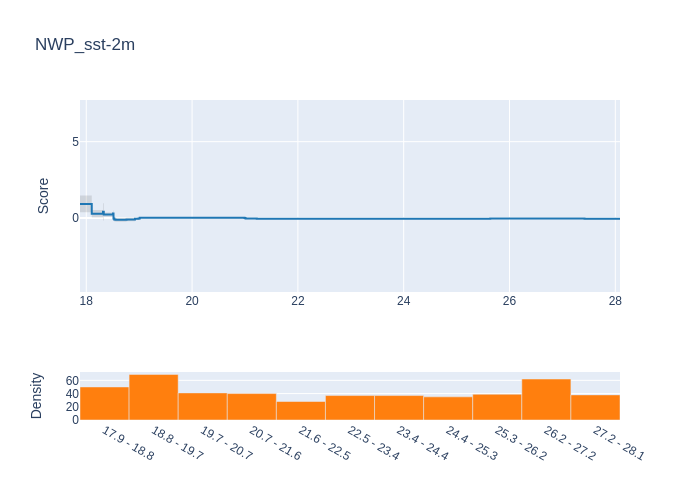 NWP_sst-2m
Score
5
0
18 20 22 24 26 28
Density
60
40
20
0
17.9 - 18.8
18.8 - 19.7
19.7 - 20.7
20.7 - 21.6
21.6 - 22.5
22.5 - 23.4
23.4 - 24.4
24.4 - 25.3
25.3 - 26.2
26.2 - 27.2
27.2 - 28.1